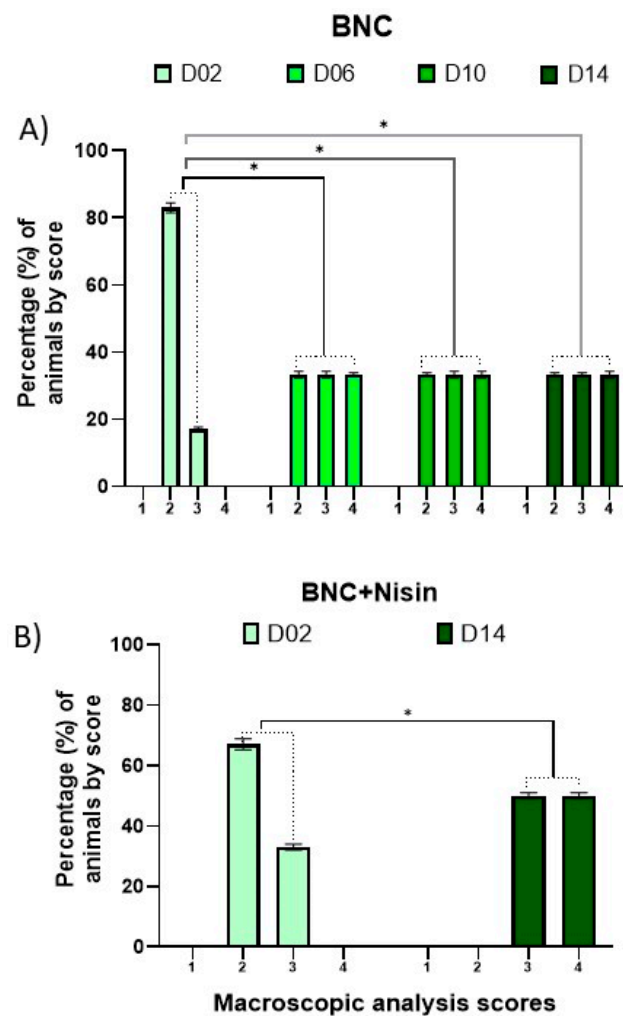 BNC
D02 D06 D10 D14
A)
Percentage (%) of
animals by score
100
80
60
40
20
0
* * *
1 2 3 4 1 2 3 4 1 2 3 4 1 2 3 4
BNC+Nisin
B)
D02 D14
Percentage (%) of
animals by score
100
80
60
40
20
0
*
1 2 3 4 1 2 3 4
Macroscopic analysis scores